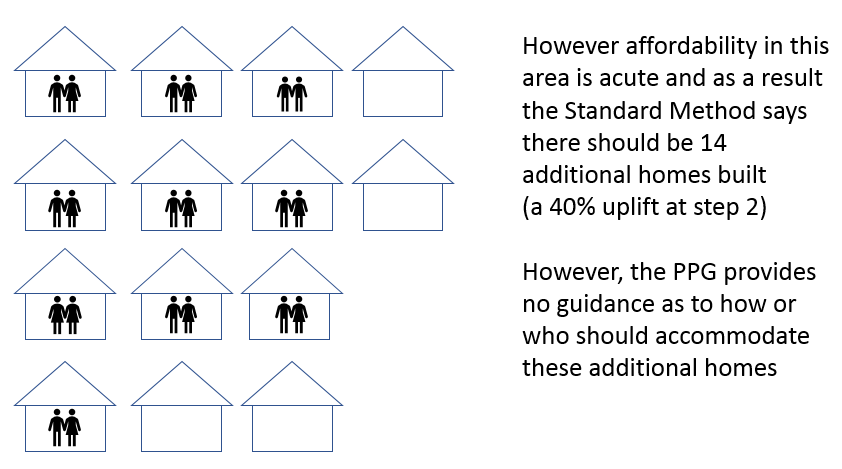 However affordability in this
area is acute and as a result
the Standard Method says
there should be 14
additional homes built
(a 40% uplift at step 2)
However, the PPG provides
no guidance as to how or
who should accommodate
these additional homes